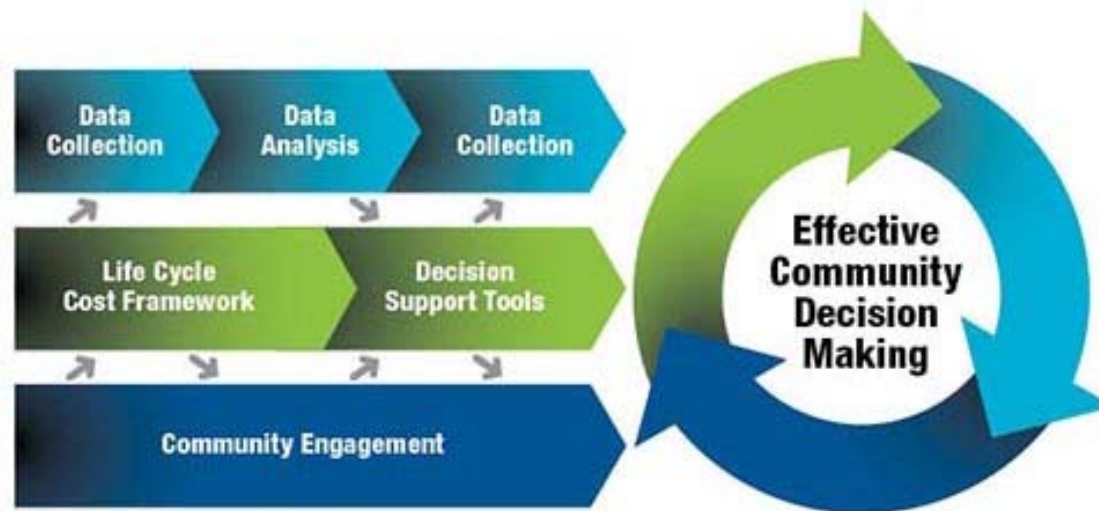 Data
Collection
Data
Analysis
Data
Collection
Life Cycle
Cost Framework
Decision
Support Tools
Community Engagement
Effective
Community
Decision
Making